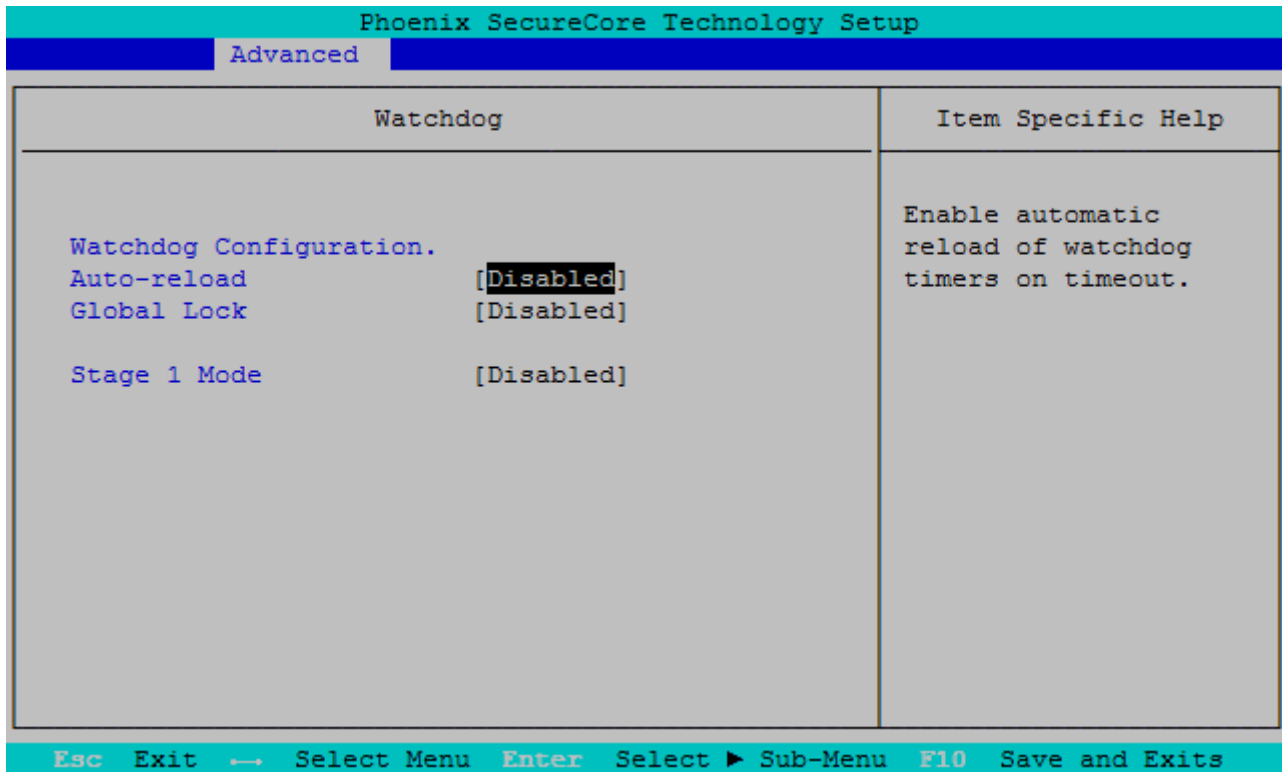 Phoenix SecureCore Technology Setup
Advanced
Watchdog
Watchdog Configuration.
Auto-reload [Disabled]
Global Lock [Disabled]
Stage 1 Mode [Disabled]
Item Specific Help
Enable automatic
reload of watchdog
timers on timeout.
Esc Exit ←→ Select Menu Enter Select ► Sub-Menu F10 Save and Exits